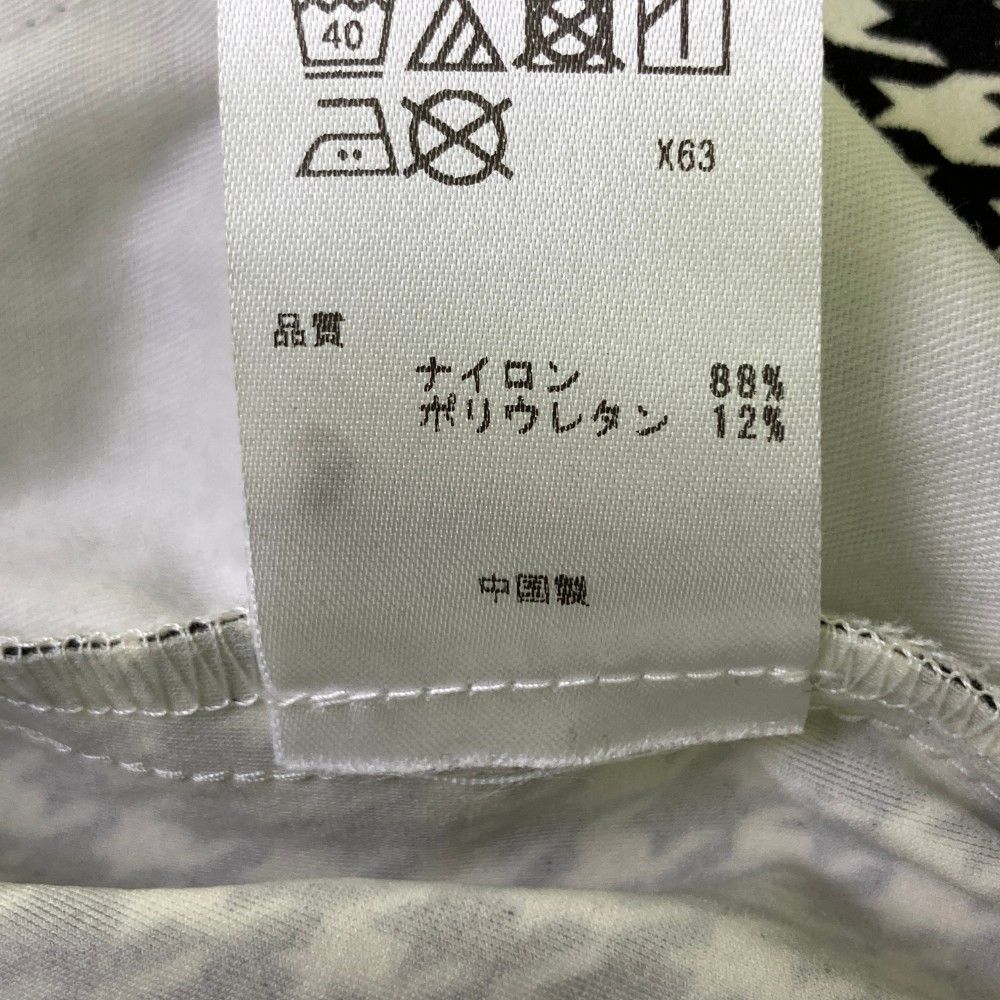 40
X63
品質
ナイロン 88%
ポリウレタン 12%
中国製